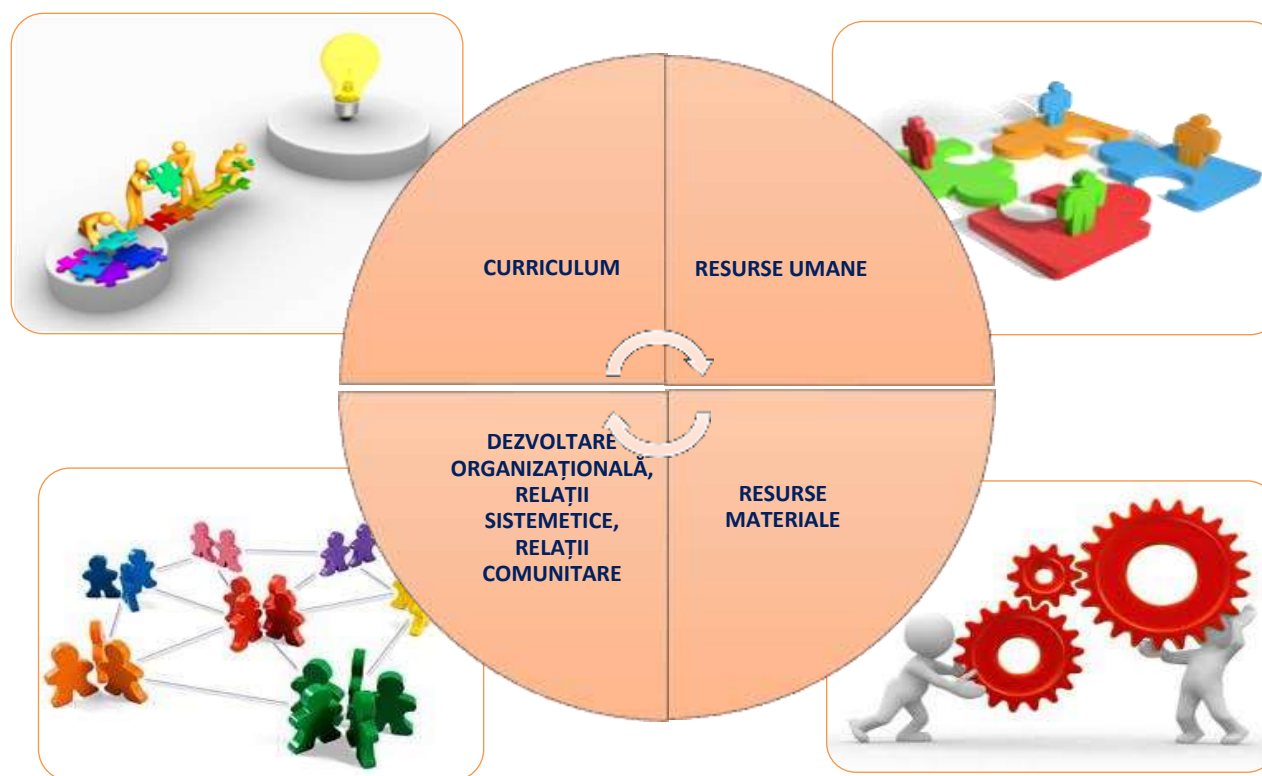 CURRICULUM
RESURSE UMANE
DEZVOLTARE
ORGANIZAȚIONALĂ,
RELAȚII
SISTEMETICE,
RELAȚII
COMUNITARE
RESURSE
MATERIALE